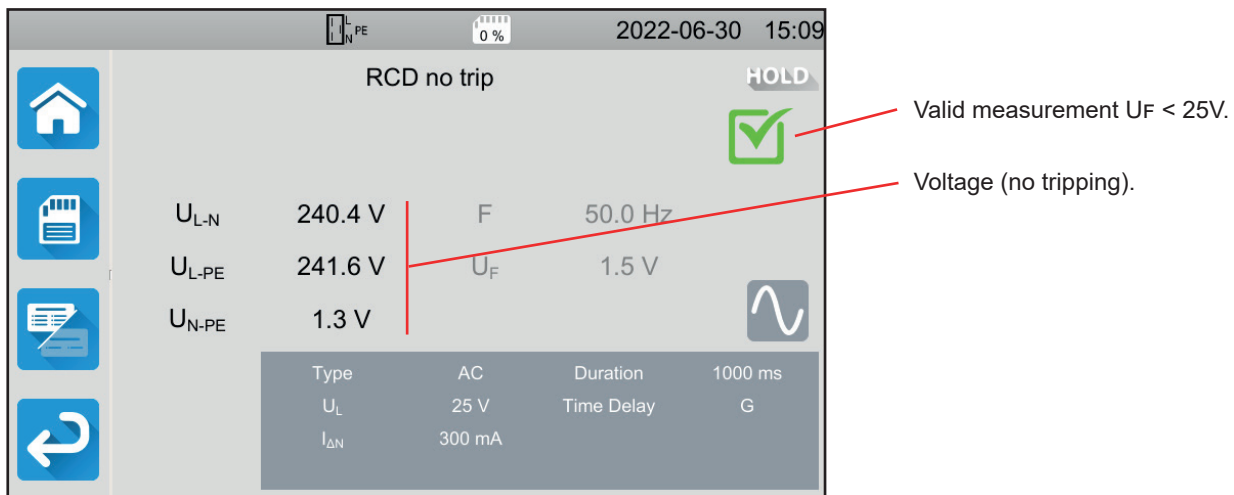 L
N PE
0 %
2022-06-30 15:09
RCD no trip
HOLD
Valid measurement UF < 25V.
Voltage (no tripping).
UL-N 240.4 V F 50.0 Hz
UL-PE 241.6 V UF 1.5 V
UN-PE 1.3 V
Type AC Duration 1000 ms
UL 25 V Time Delay G
IΔN 300 mA